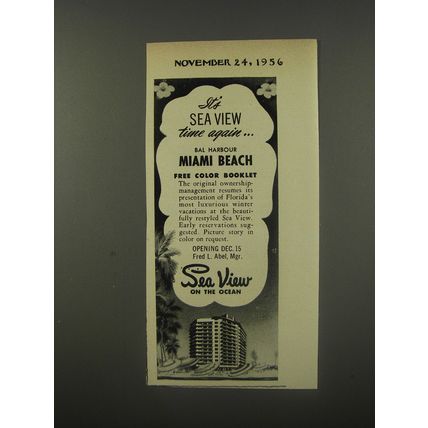 NOVEMBER 24, 1956
It's
SEA VIEW
time again...
BAL HARBOUR
MIAMI BEACH
FREE COLOR BOOKLET
The original ownership-
management resumes its
presentation of Florida's
most luxurious winter
vacations at the beauti-
fully restyled Sea View.
Early reservations sug-
gested. Picture story in
color on request.
OPENING DEC. 15
Fred L. Abel, Mgr.
Sea View
ON THE OCEAN